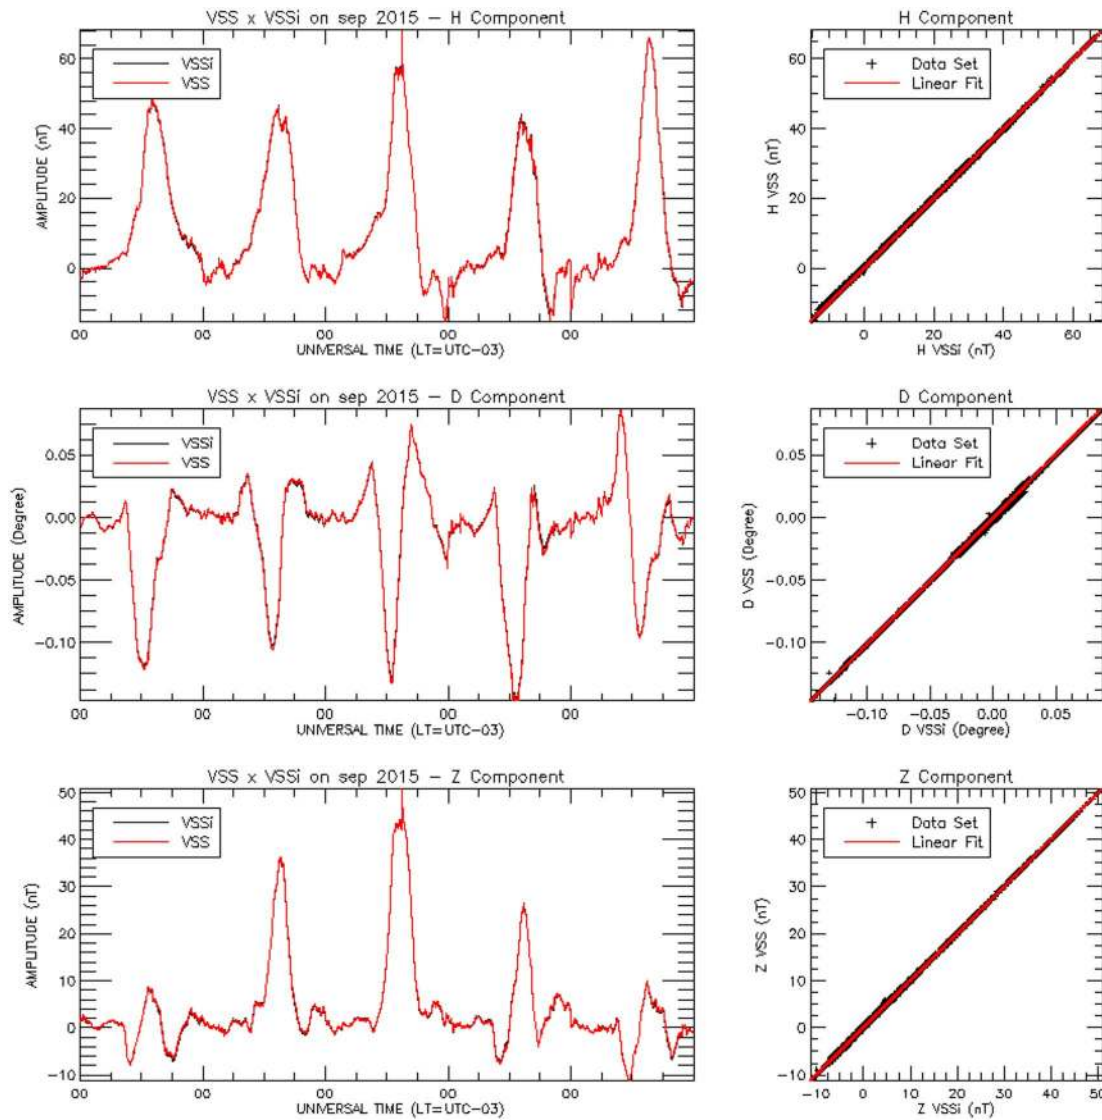 VSS x VSSi on sep 2015 – H Component
H Component
VSSi
VSS
Data Set
Linear Fit
60
40
20
0
AMPLITUDE (nT)
00 00 00 00 00
UNIVERSAL TIME (LT=UTC–03)
60
40
20
0
H VSS (nT)
0 20 40 60
H VSSi (nT)
VSS x VSSi on sep 2015 – D Component
D Component
VSSi
VSS
Data Set
Linear Fit
0.05
0.00
–0.05
–0.10
AMPLITUDE (Degree)
00 00 00 00 00
UNIVERSAL TIME (LT=UTC–03)
0.05
0.00
–0.05
–0.10
D VSS (Degree)
–0.10 –0.05 0.00 0.05
D VSSi (Degree)
VSS x VSSi on sep 2015 – Z Component
Z Component
VSSi
VSS
Data Set
Linear Fit
50
40
30
20
10
0
–10
AMPLITUDE (nT)
00 00 00 00 00
UNIVERSAL TIME (LT=UTC–03)
50
40
30
20
10
0
–10
Z VSS (nT)
–10 0 10 20 30 40 50
Z VSSi (nT)